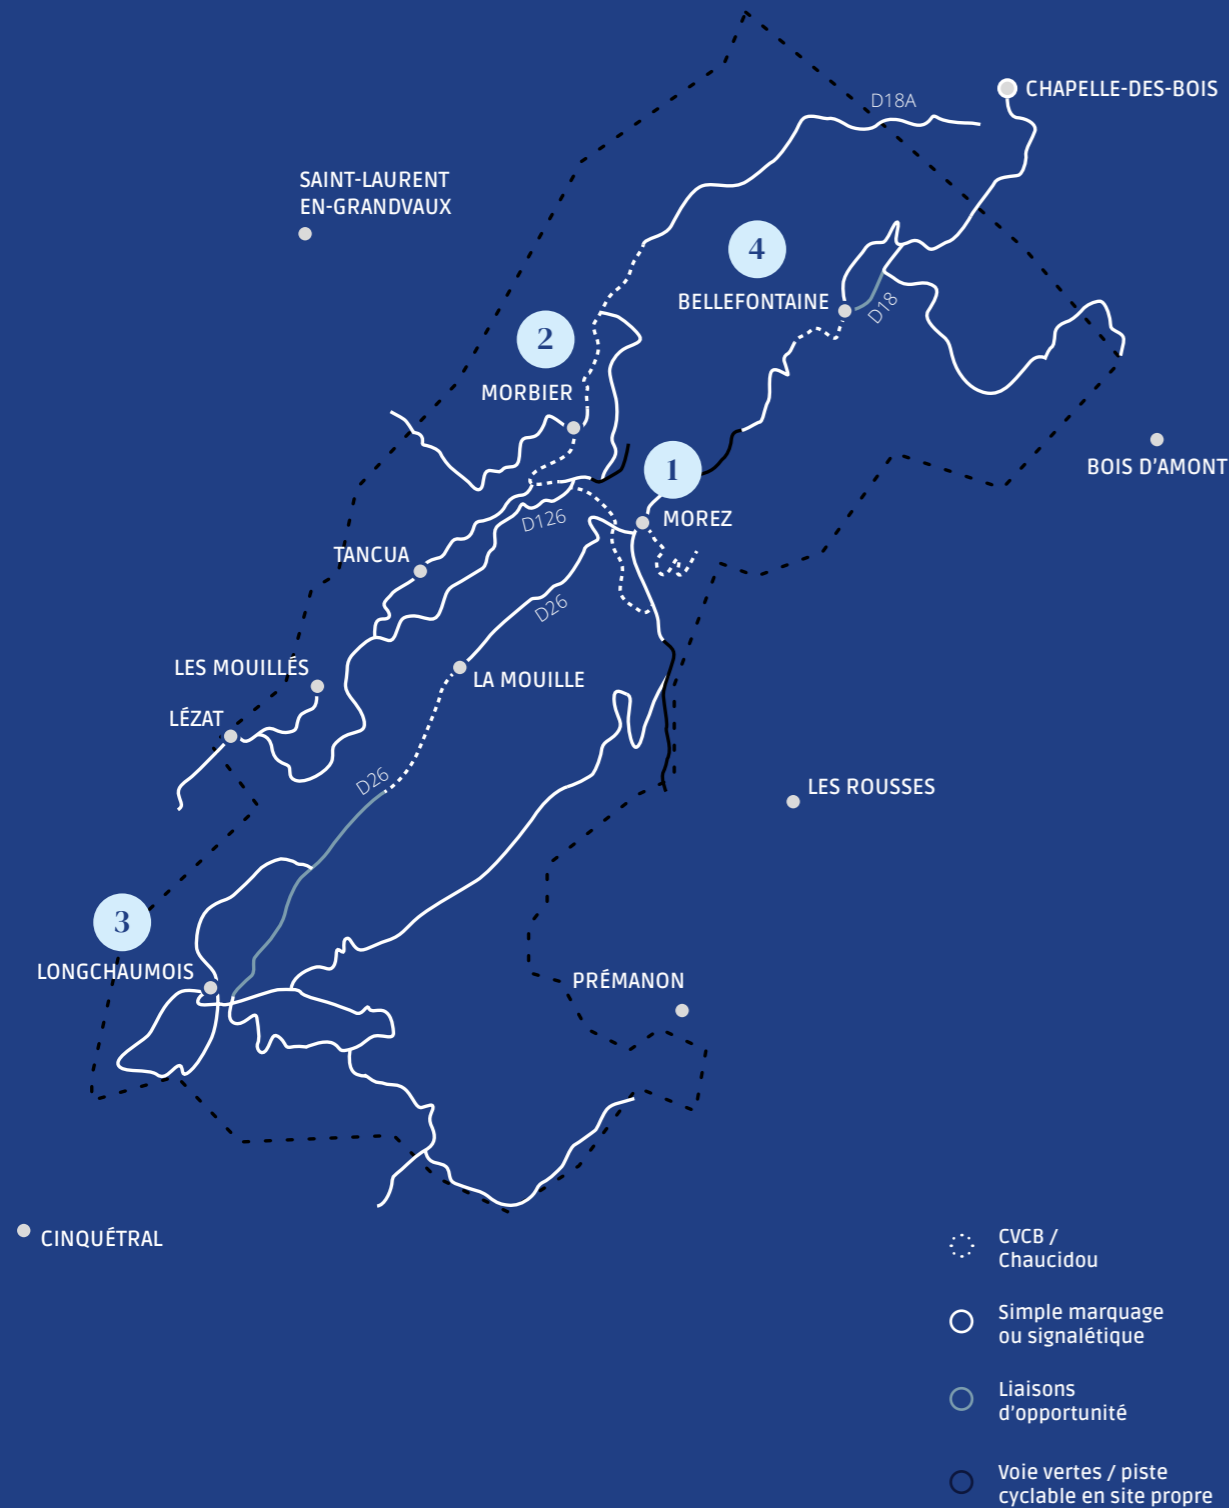 CHAPELLE-DES-BOIS
D18A
SAINT-LAURENT
EN-GRANDVAUX
4
BELLEFONTAINE
D18
2
MORBIER
BOIS D'AMONT
1
MOREZ
D126
TANCUA
D26
LES MOUILLÉS
LA MOUILLE
LÉZAT
D26
LES ROUSSES
3
LONGCHAUMOIS
PRÉMANON
CINQUÉTRAL
CVCB /
Chaucidou
Simple marquage
ou signalétique
Liaisons
d'opportunité
Voie vertes / piste
cyclable en site propre